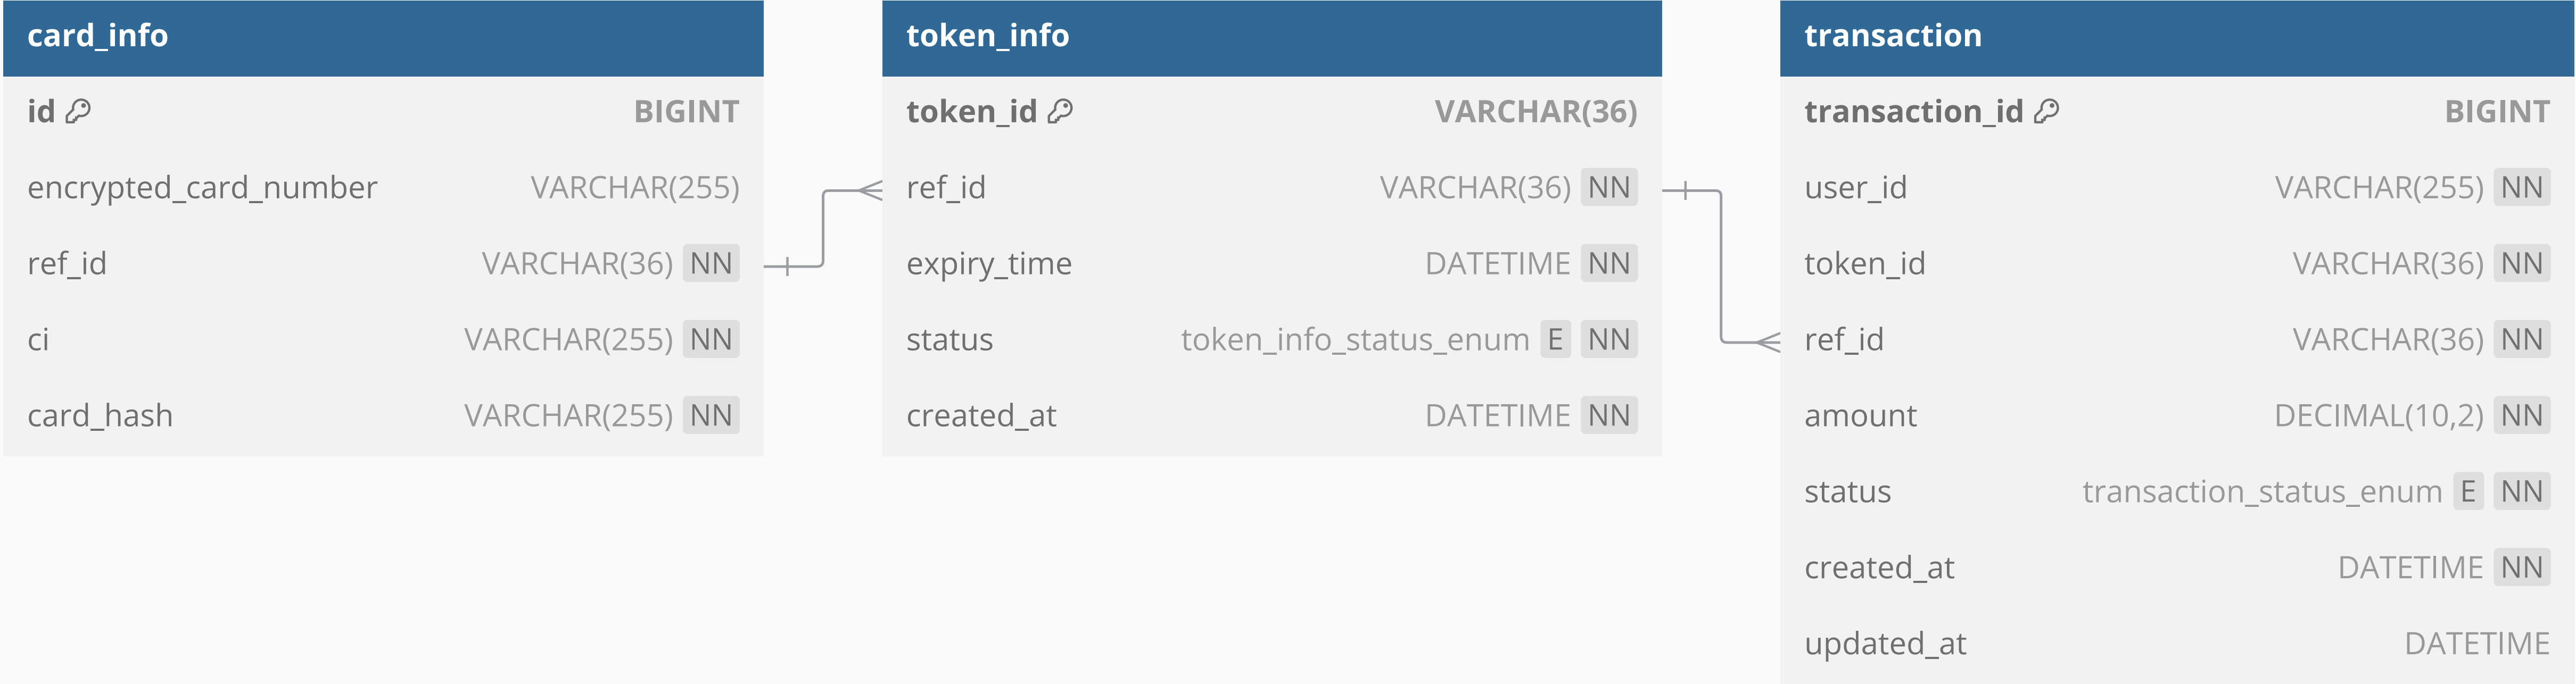 card_info
id BIGINT
encrypted_card_number VARCHAR(255)
ref_id VARCHAR(36) NN
ci VARCHAR(255) NN
card_hash VARCHAR(255) NN
token_info
token_id VARCHAR(36)
ref_id VARCHAR(36) NN
expiry_time DATETIME NN
status token_info_status_enum E NN
created_at DATETIME NN
transaction
transaction_id BIGINT
user_id VARCHAR(255) NN
token_id VARCHAR(36) NN
ref_id VARCHAR(36) NN
amount DECIMAL(10,2) NN
status transaction_status_enum E NN
created_at DATETIME NN
updated_at DATETIME